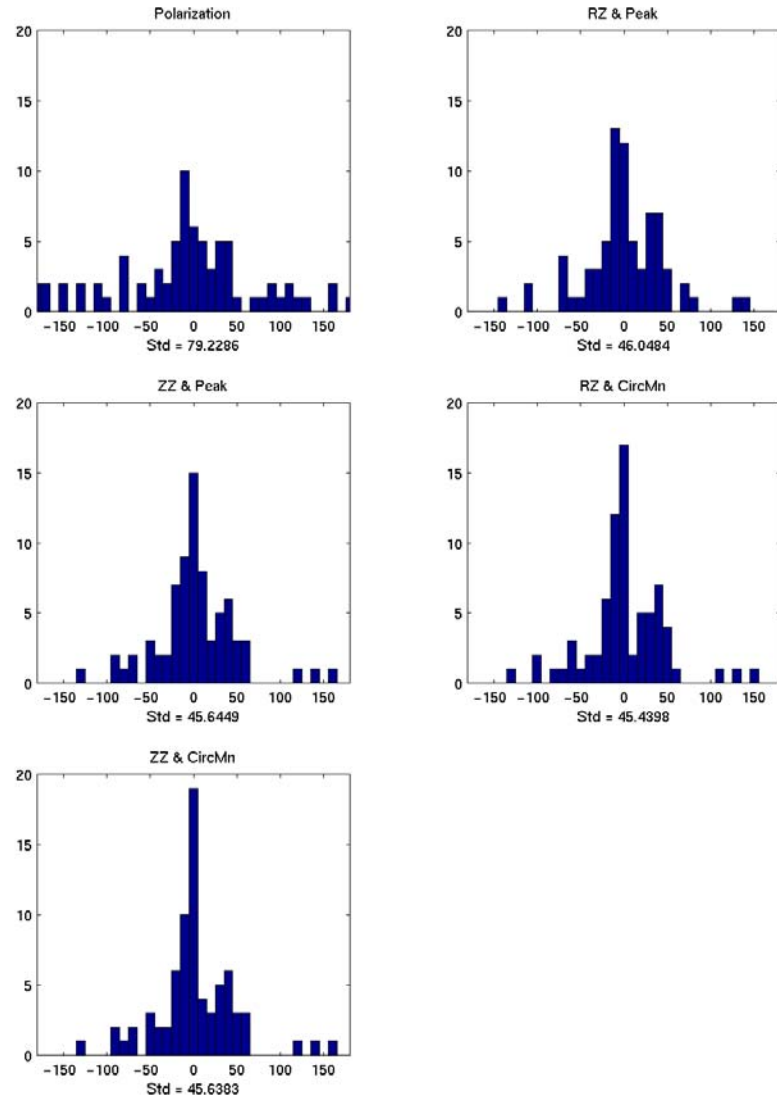 Polarization
20
15
10
5
0
-150 -100 -50 0 50 100 150
Std = 79.2286
RZ & Peak
20
15
10
5
0
-150 -100 -50 0 50 100 150
Std = 46.0484
ZZ & Peak
20
15
10
5
0
-150 -100 -50 0 50 100 150
Std = 45.6449
RZ & CircMn
20
15
10
5
0
-150 -100 -50 0 50 100 150
Std = 45.4398
ZZ & CircMn
20
15
10
5
0
-150 -100 -50 0 50 100 150
Std = 45.6383